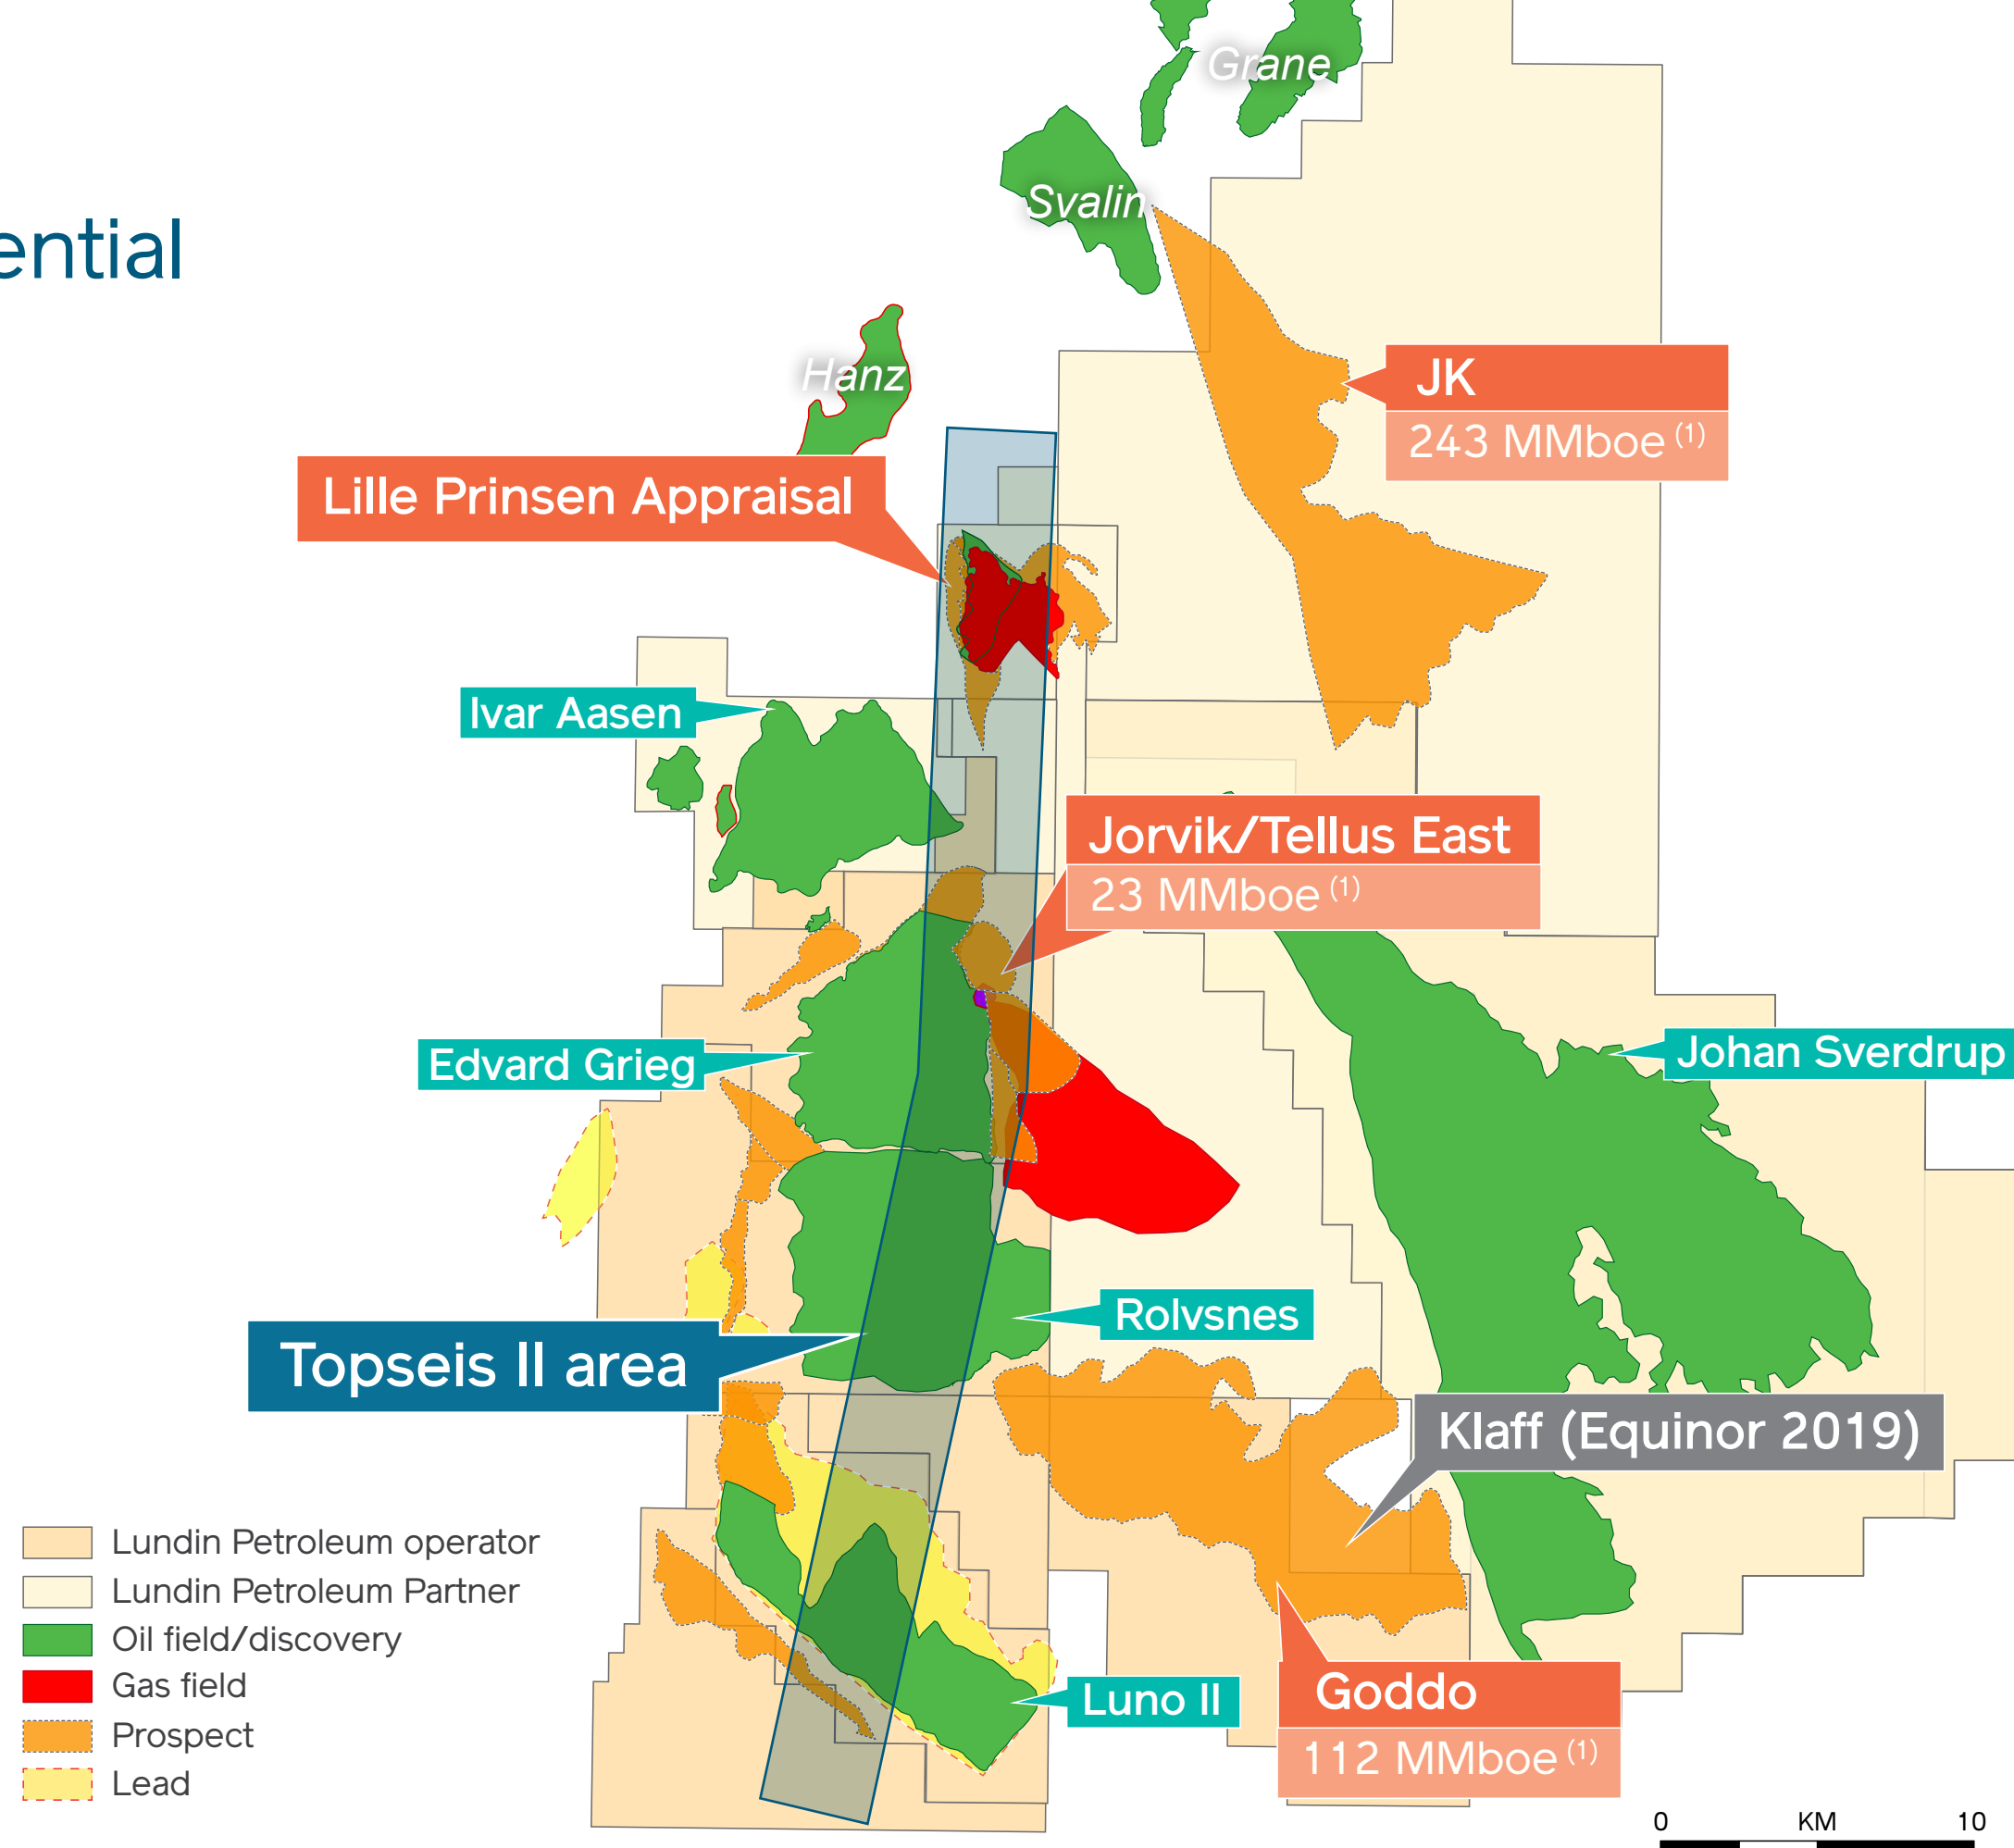 ential
Grane
Svalin
Hanz
JK
243 MMboe (1)
Lille Prinsen Appraisal
Ivar Aasen
Jorvik/Tellus East
23 MMboe (1)
Edvard Grieg
Johan Sverdrup
Rolvsnes
Topseis II area
Klaff (Equinor 2019)
Luno II
Goddo
112 MMboe (1)
Lundin Petroleum operator
Lundin Petroleum Partner
Oil field/discovery
Gas field
Prospect
Lead
0 KM 10